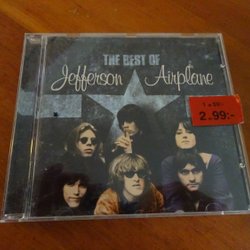 THE BEST OF
Jefferson Airplane
2.99:-